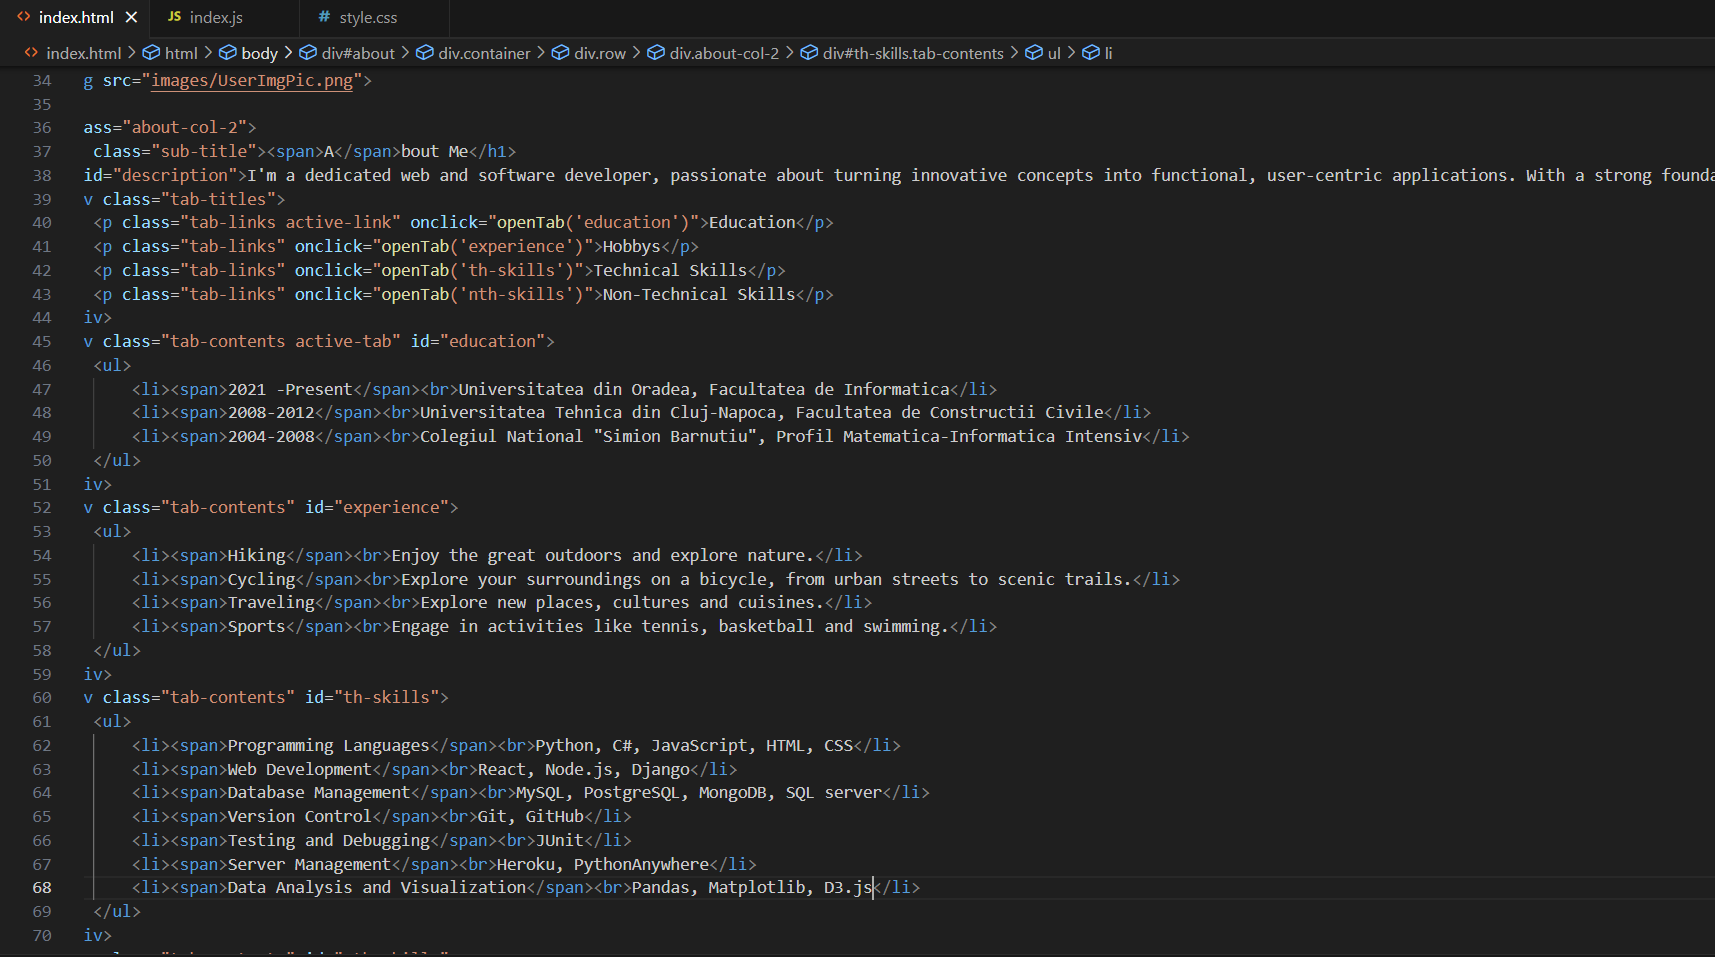 <> index.html × JS index.js # style.css
<> index.html > html > body > div#about > div.container > div.row > div.about-col-2 > div#th-skills.tab-contents > ul > li
34 g src="images/UserImgPic.png">
35
36 ass="about-col-2">
37 class="sub-title"><span>A</span>bout Me</h1>
38 id="description">I'm a dedicated web and software developer, passionate about turning innovative concepts into functional, user-centric applications. With a strong founda
39 v class="tab-titles">
40 <p class="tab-links active-link" onclick="openTab('education')">Education</p>
41 <p class="tab-links" onclick="openTab('experience')">Hobbys</p>
42 <p class="tab-links" onclick="openTab('th-skills')">Technical Skills</p>
43 <p class="tab-links" onclick="openTab('nth-skills')">Non-Technical Skills</p>
44 iv>
45 v class="tab-contents active-tab" id="education">
46 <ul>
47 <li><span>2021 -Present</span><br>Universitatea din Oradea, Facultatea de Informatica</li>
48 <li><span>2008-2012</span><br>Universitatea Tehnica din Cluj-Napoca, Facultatea de Constructii Civile</li>
49 <li><span>2004-2008</span><br>Colegiul National "Simion Barnutiu", Profil Matematica-Informatica Intensiv</li>
50 </ul>
51 iv>
52 v class="tab-contents" id="experience">
53 <ul>
54 <li><span>Hiking</span><br>Enjoy the great outdoors and explore nature.</li>
55 <li><span>Cycling</span><br>Explore your surroundings on a bicycle, from urban streets to scenic trails.</li>
56 <li><span>Traveling</span><br>Explore new places, cultures and cuisines.</li>
57 <li><span>Sports</span><br>Engage in activities like tennis, basketball and swimming.</li>
58 </ul>
59 iv>
60 v class="tab-contents" id="th-skills">
61 <ul>
62 <li><span>Programming Languages</span><br>Python, C#, JavaScript, HTML, CSS</li>
63 <li><span>Web Development</span><br>React, Node.js, Django</li>
64 <li><span>Database Management</span><br>MySQL, PostgreSQL, MongoDB, SQL server</li>
65 <li><span>Version Control</span><br>Git, GitHub</li>
66 <li><span>Testing and Debugging</span><br>JUnit</li>
67 <li><span>Server Management</span><br>Heroku, PythonAnywhere</li>
68 <li><span>Data Analysis and Visualization</span><br>Pandas, Matplotlib, D3.js</li>
69 </ul>
70 iv>